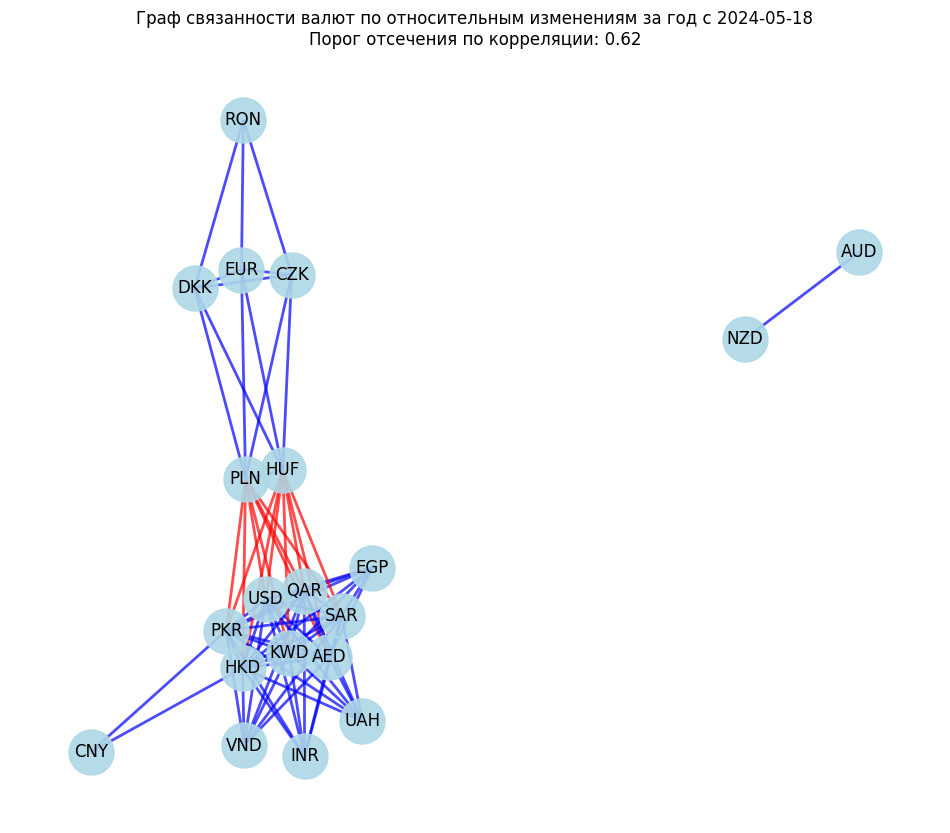 Граф связанности валют по относительным изменениям за год с 2024-05-18
Порог отсечения по корреляции: 0.62
RON
AUD
EUR
CZK
DKK
NZD
HUF
PLN
EGP
QAR
USD
SAR
PKR
KWD
AED
HKD
UAH
VND
CNY
INR